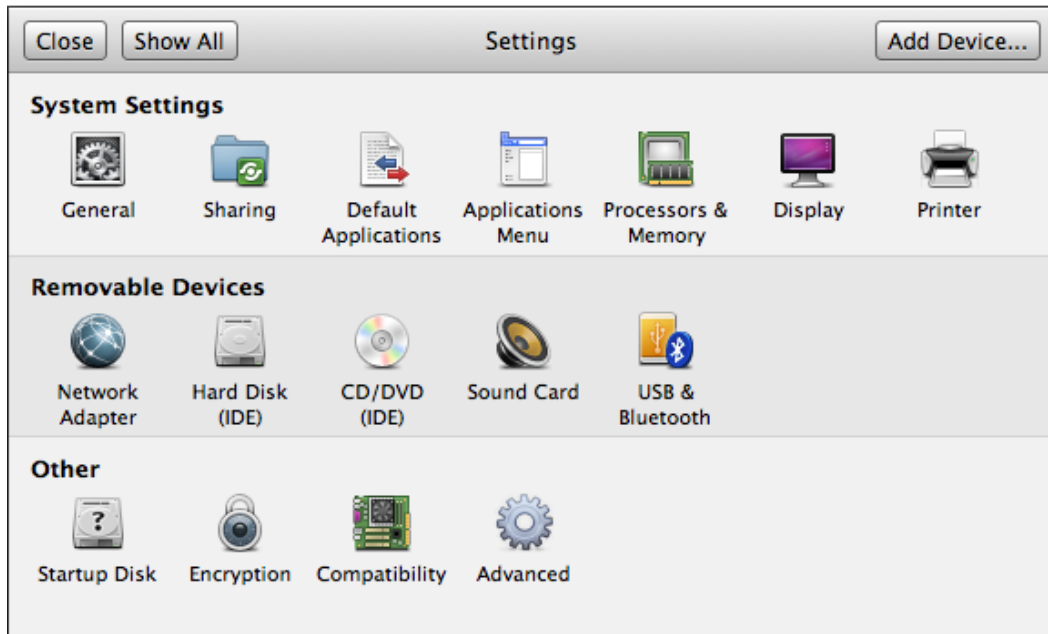 Close Show All Settings Add Device...
System Settings
General Sharing Default Applications Applications Menu Processors & Memory Display Printer
Removable Devices
Network Adapter Hard Disk (IDE) CD/DVD (IDE) Sound Card USB & Bluetooth
Other
?
Startup Disk Encryption Compatibility Advanced